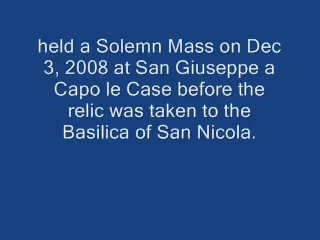 held a Solemn Mass on Dec
3, 2008 at San Giuseppe a
Capo le Case before the
relic was taken to the
Basilica of San Nicola.